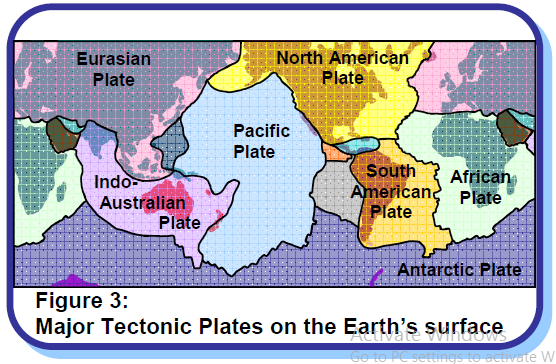 Eurasian
Plate
North American
Plate
Pacific
Plate
Indo-
Australian
Plate
South
American
Plate
African
Plate
Antarctic Plate
Figure 3:
Major Tectonic Plates on the Earth's surface
Activate Windows
Go to PC settings to activate W